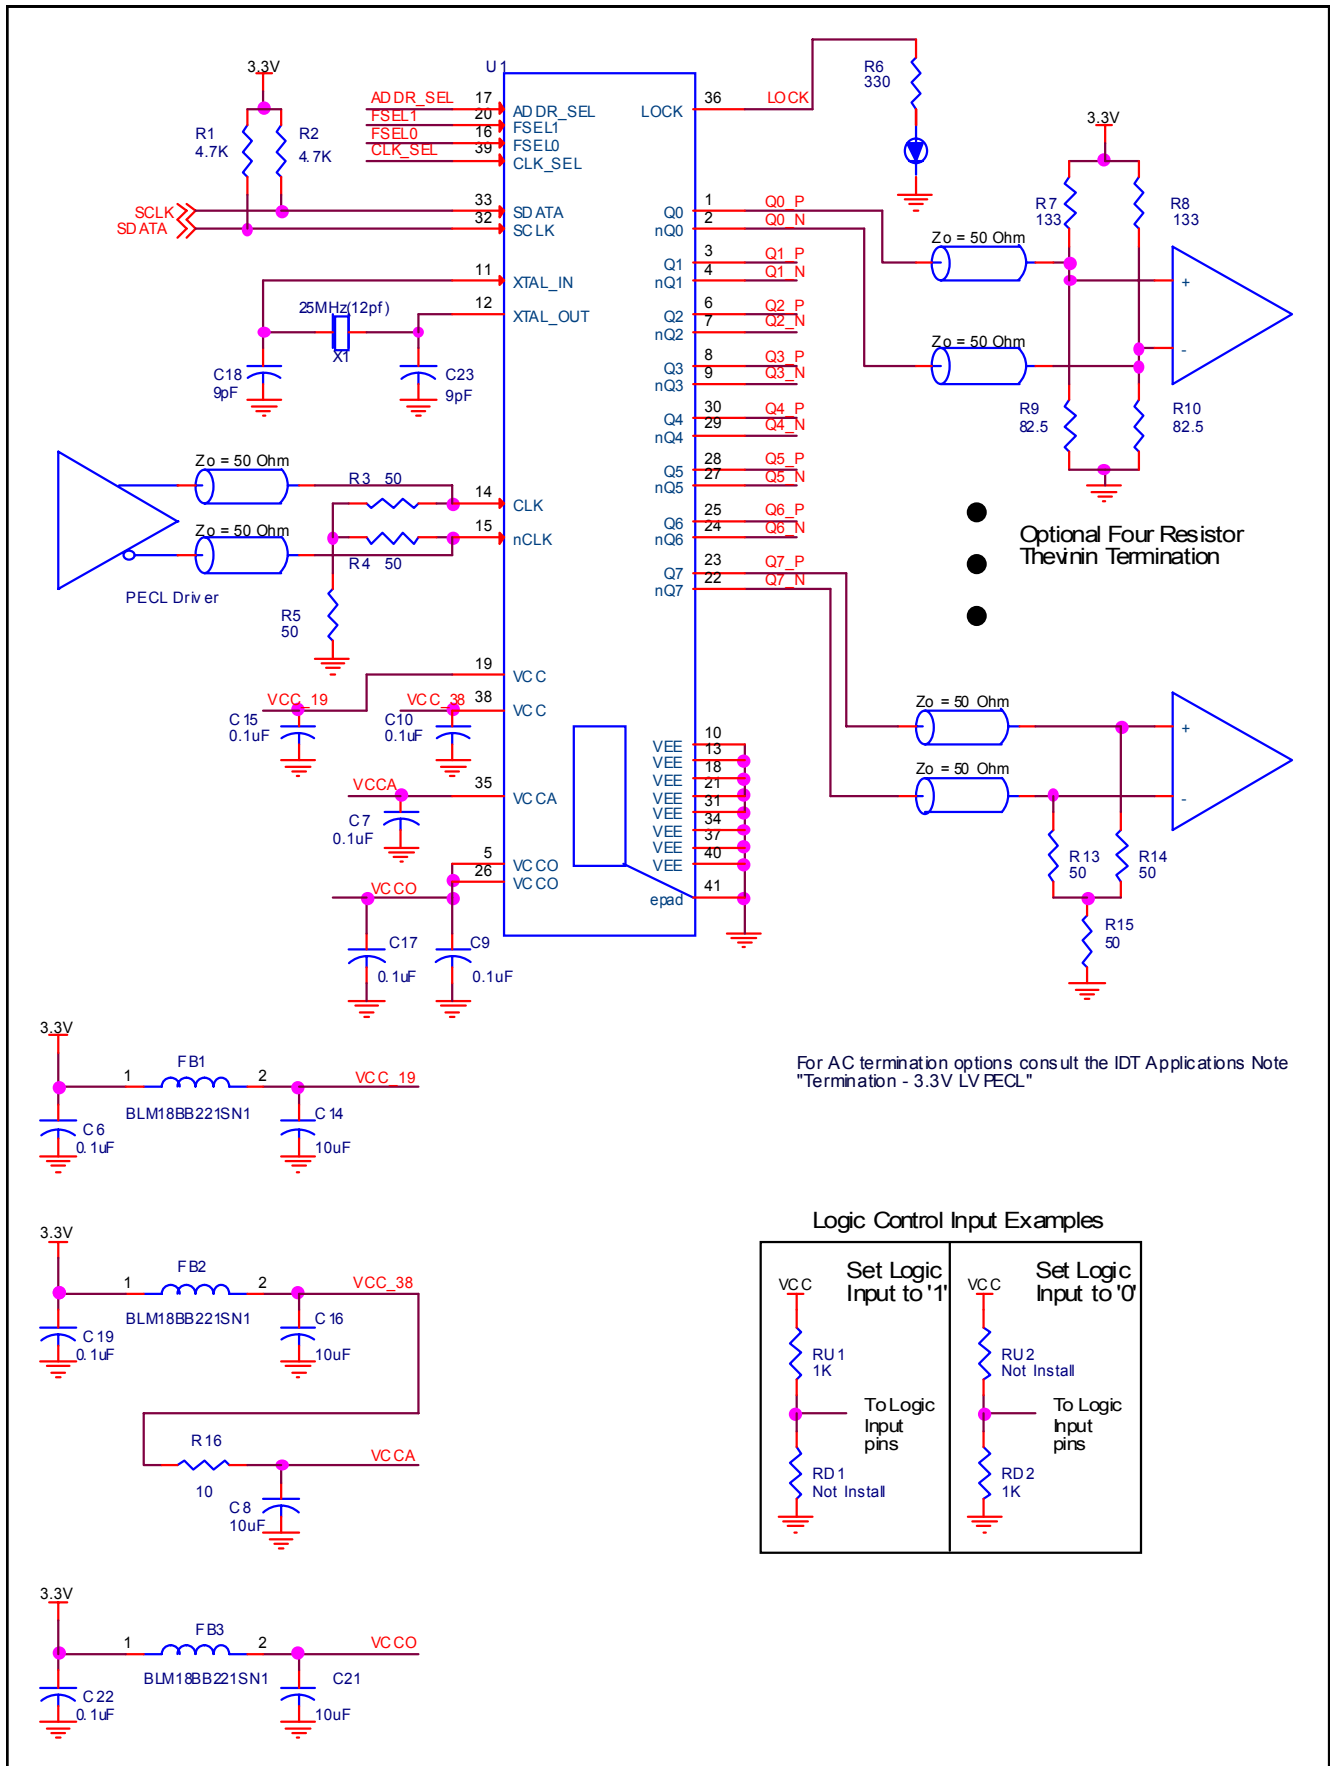 3.3V
R1
4.7K
R2
4.7K
SCLK
SDATA
ADDR_SEL
FSEL1
FSEL0
CLK_SEL
17
20
16
39
33
32
11
12
U1
ADDR_SEL
FSEL1
FSEL0
CLK_SEL
SDATA
SCLK
XTAL_IN
XTAL_OUT
25MHz(12pf)
X1
C18
9pF
C23
9pF
Zo = 50 Ohm
Zo = 50 Ohm
PECL Driver
R3 50
R4 50
R5
50
14
15
CLK
nCLK
VCC_19
C15
0.1uF
VCC_38
C10
0.1uF
19
38
VCC
VCC
VCCA
C7
0.1uF
35
VCCA
5
26
VCCO
VCCO
VCCO
C17
0.1uF
C9
0.1uF
LOCK
36
LOCK
R6
330
Q0 1 Q0_P
nQ0 2 Q0_N
Q1 3 Q1_P
nQ1 4 Q1_N
Q2 6 Q2_P
nQ2 7 Q2_N
Q3 8 Q3_P
nQ3 9 Q3_N
Q4 30 Q4_P
nQ4 29 Q4_N
Q5 28 Q5_P
nQ5 27 Q5_N
Q6 25 Q6_P
nQ6 24 Q6_N
Q7 23 Q7_P
nQ7 22 Q7_N
VEE 10
VEE 13
VEE 18
VEE 21
VEE 31
VEE 34
VEE 37
VEE 40
epad 41
3.3V
R7
133
R8
133
Zo = 50 Ohm
Zo = 50 Ohm
+
-
R9
82.5
R10
82.5
Optional Four Resistor
Thevinin Termination
Zo = 50 Ohm
Zo = 50 Ohm
+
-
R13
50
R14
50
R15
50
3.3V
1
FB1
2
BLM18BB221SN1
VCC_19
C6
0.1uF
C14
10uF
For AC termination options consult the IDT Applications Note
"Termination - 3.3V LVPECL"
3.3V
1
FB2
2
BLM18BB221SN1
VCC_38
C19
0.1uF
C16
10uF
R16
10
VCCA
C8
10uF
3.3V
1
FB3
2
BLM18BB221SN1
VCCO
C22
0.1uF
C21
10uF
Logic Control Input Examples
VCC
Set Logic
Input to '1'
RU1
1K
To Logic
Input
pins
RD1
Not Install
VCC
Set Logic
Input to '0'
RU2
Not Install
To Logic
Input
pins
RD2
1K